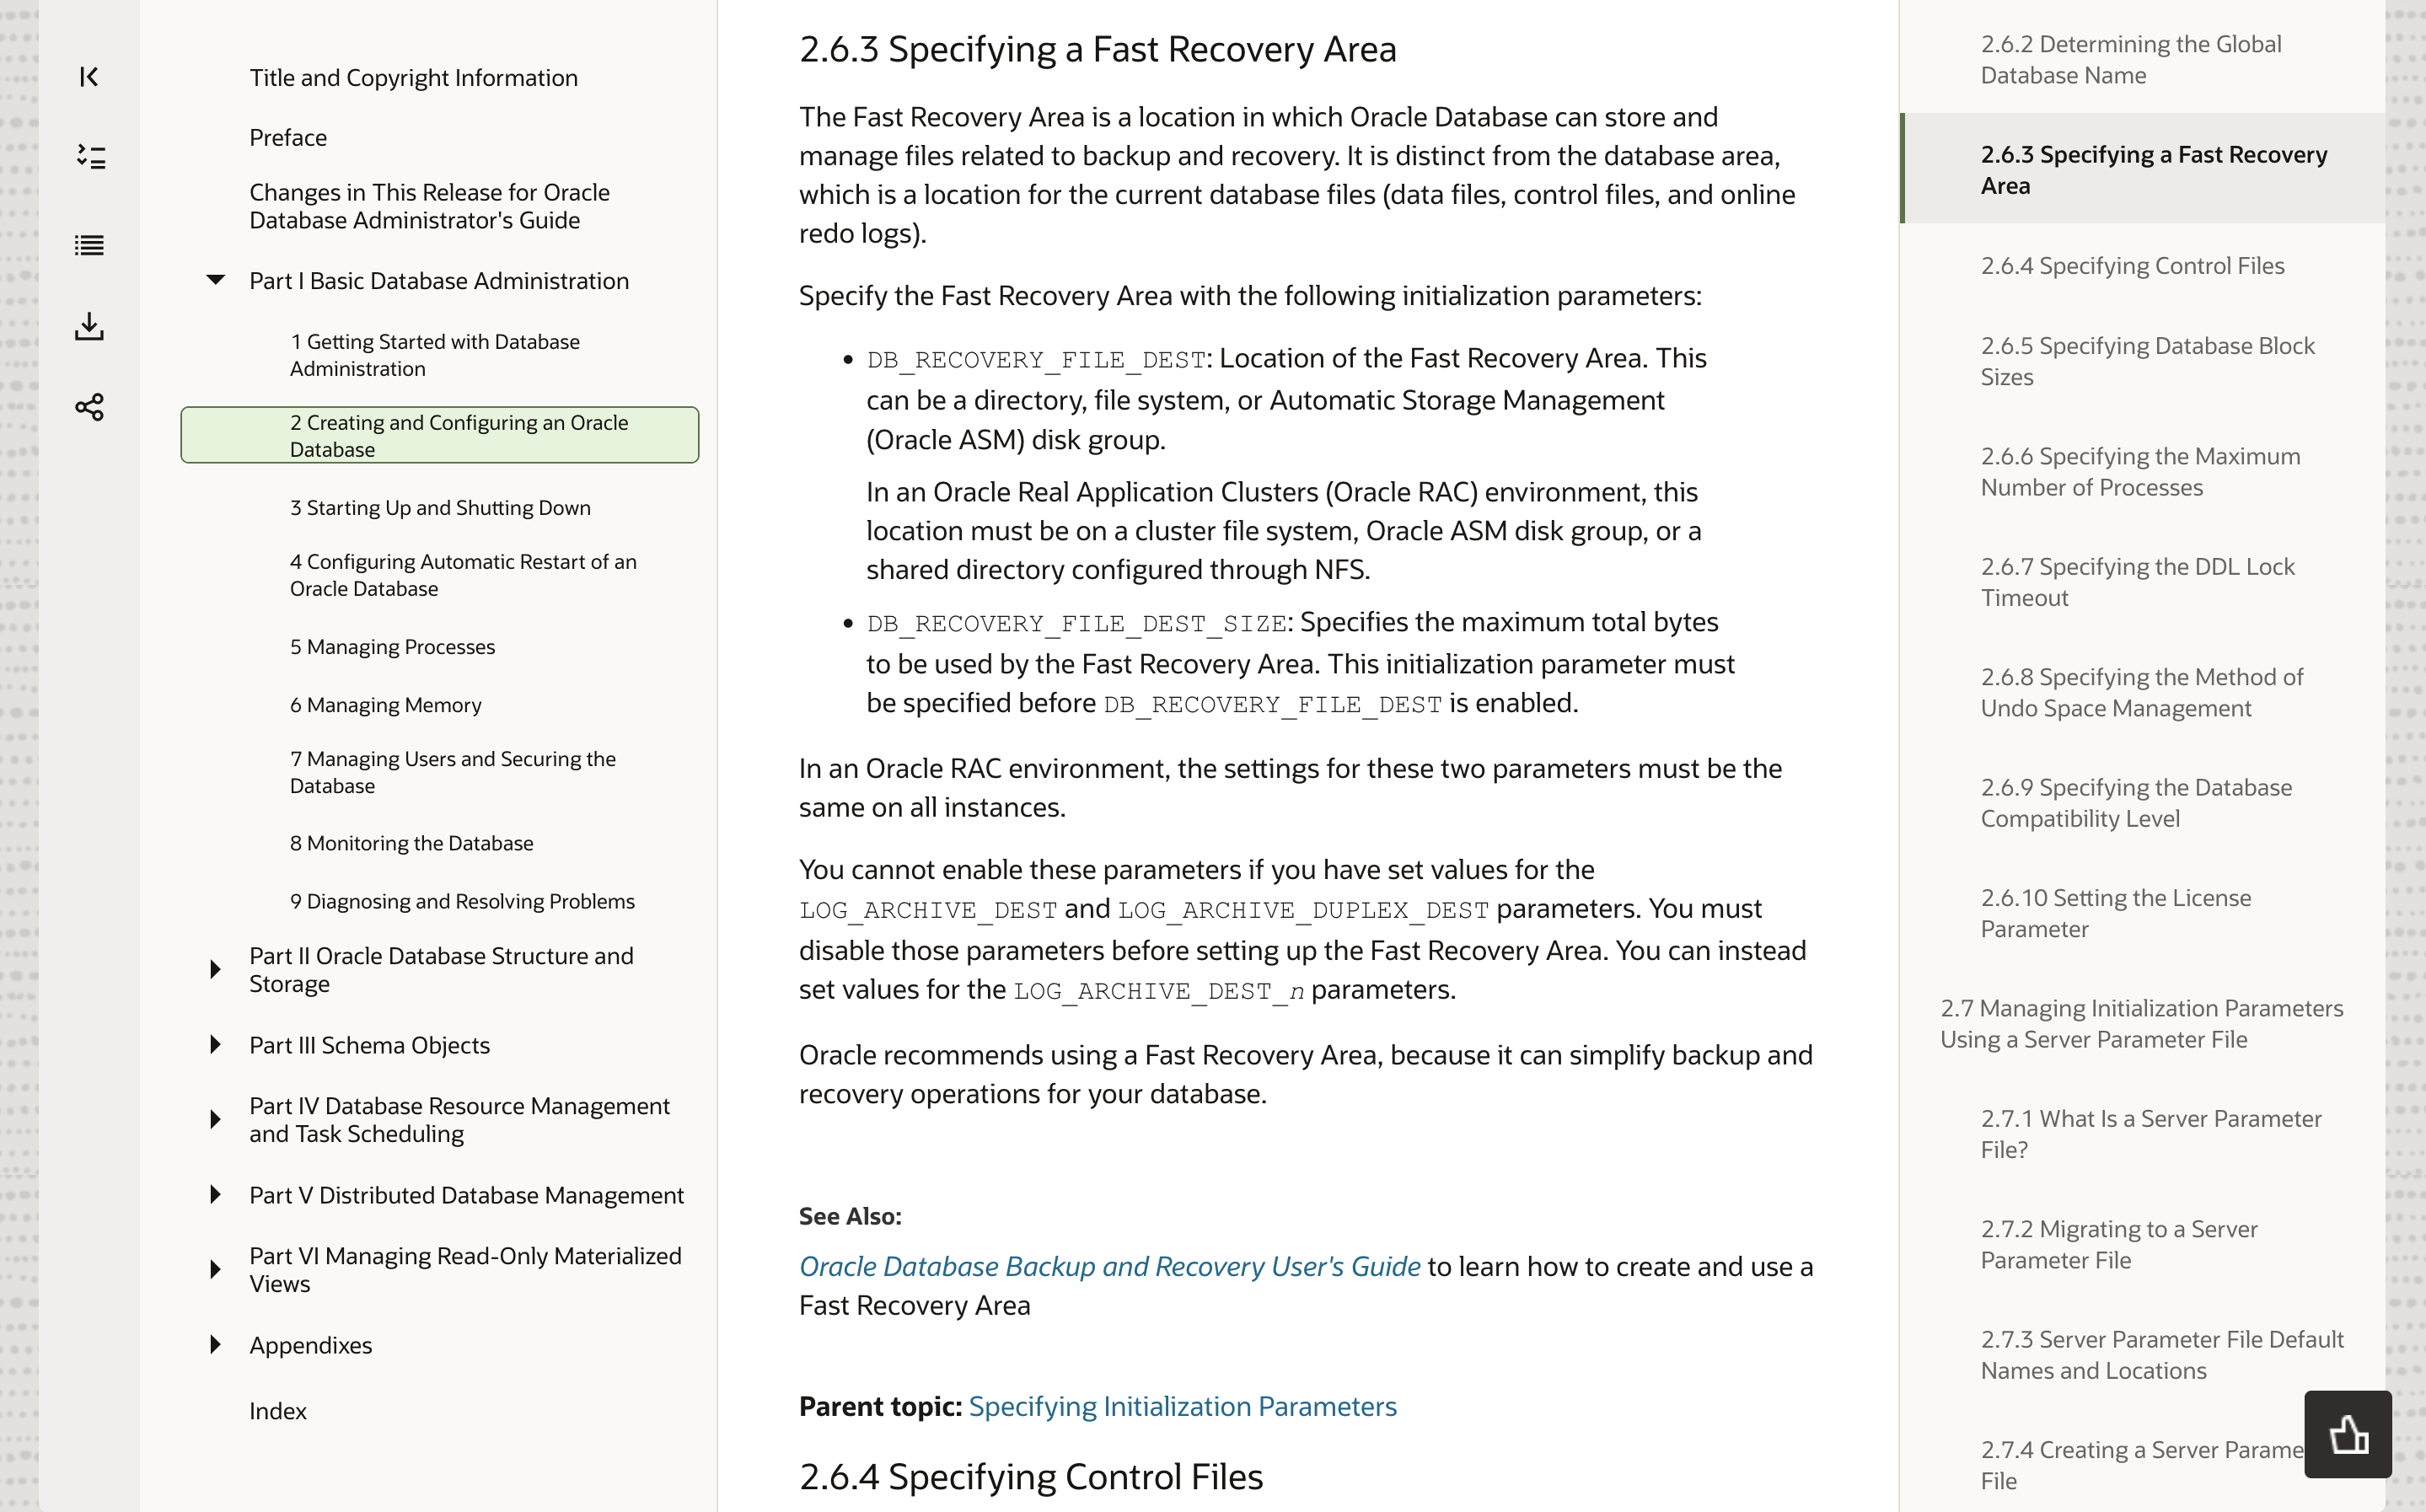 Title and Copyright Information
Preface
Changes in This Release for Oracle
Database Administrator's Guide
Part I Basic Database Administration
1 Getting Started with Database
Administration
2 Creating and Configuring an Oracle
Database
3 Starting Up and Shutting Down
4 Configuring Automatic Restart of an
Oracle Database
5 Managing Processes
6 Managing Memory
7 Managing Users and Securing the
Database
8 Monitoring the Database
9 Diagnosing and Resolving Problems
Part II Oracle Database Structure and
Storage
Part III Schema Objects
Part IV Database Resource Management
and Task Scheduling
Part V Distributed Database Management
Part VI Managing Read-Only Materialized
Views
Appendixes
Index
2.6.3 Specifying a Fast Recovery Area
The Fast Recovery Area is a location in which Oracle Database can store and
manage files related to backup and recovery. It is distinct from the database area,
which is a location for the current database files (data files, control files, and online
redo logs).
Specify the Fast Recovery Area with the following initialization parameters:
• DB_RECOVERY_FILE_DEST: Location of the Fast Recovery Area. This
can be a directory, file system, or Automatic Storage Management
(Oracle ASM) disk group.
In an Oracle Real Application Clusters (Oracle RAC) environment, this
location must be on a cluster file system, Oracle ASM disk group, or a
shared directory configured through NFS.
• DB_RECOVERY_FILE_DEST_SIZE: Specifies the maximum total bytes
to be used by the Fast Recovery Area. This initialization parameter must
be specified before DB_RECOVERY_FILE_DEST is enabled.
In an Oracle RAC environment, the settings for these two parameters must be the
same on all instances.
You cannot enable these parameters if you have set values for the
LOG_ARCHIVE_DEST and LOG_ARCHIVE_DUPLEX_DEST parameters. You must
disable those parameters before setting up the Fast Recovery Area. You can instead
set values for the LOG_ARCHIVE_DEST_n parameters.
Oracle recommends using a Fast Recovery Area, because it can simplify backup and
recovery operations for your database.
See Also:
Oracle Database Backup and Recovery User's Guide to learn how to create and use a
Fast Recovery Area
Parent topic: Specifying Initialization Parameters
2.6.4 Specifying Control Files
2.6.2 Determining the Global
Database Name
2.6.3 Specifying a Fast Recovery
Area
2.6.4 Specifying Control Files
2.6.5 Specifying Database Block
Sizes
2.6.6 Specifying the Maximum
Number of Processes
2.6.7 Specifying the DDL Lock
Timeout
2.6.8 Specifying the Method of
Undo Space Management
2.6.9 Specifying the Database
Compatibility Level
2.6.10 Setting the License
Parameter
2.7 Managing Initialization Parameters
Using a Server Parameter File
2.7.1 What Is a Server Parameter
File?
2.7.2 Migrating to a Server
Parameter File
2.7.3 Server Parameter File Default
Names and Locations
2.7.4 Creating a Server Parame
File